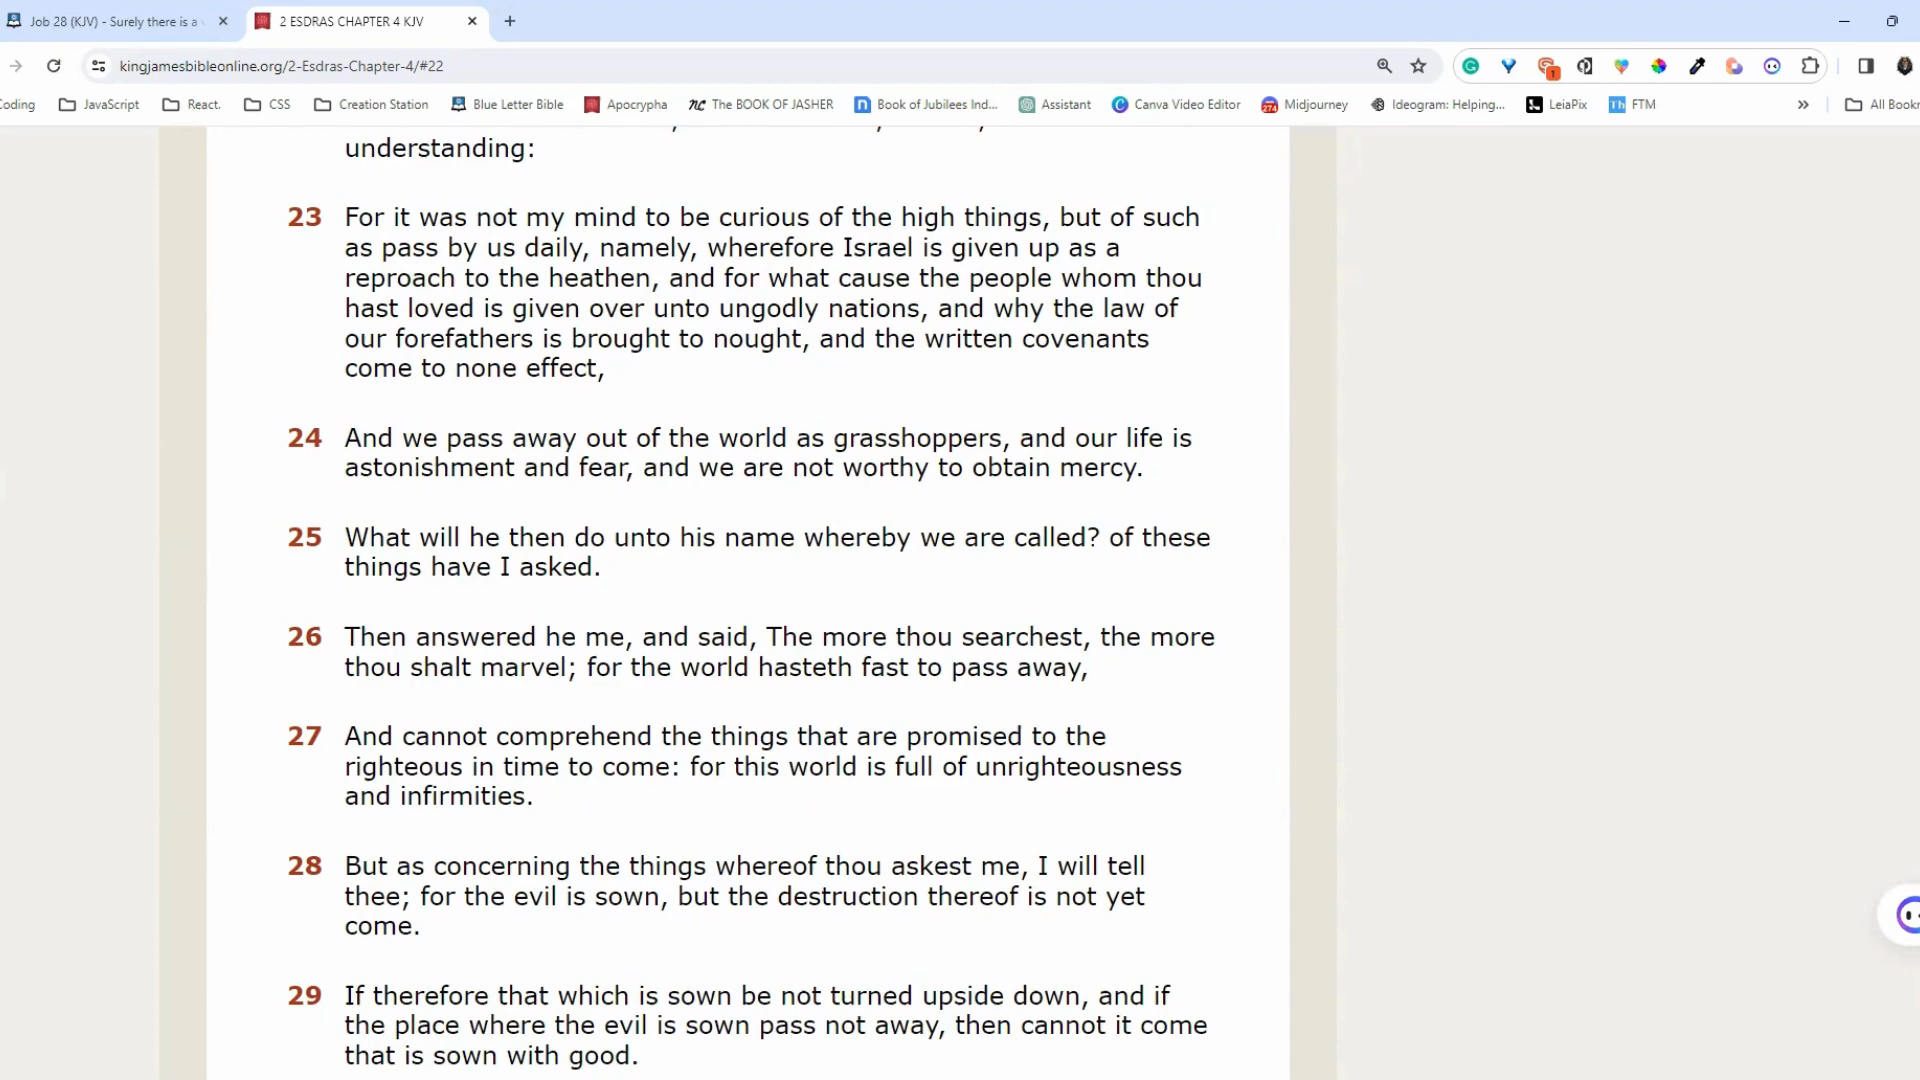 Job 28 (KJV) - Surely there is a
2 ESDRAS CHAPTER 4 KJV
kingjamesbibleonline.org/2-Esdras-Chapter-4/#22
1
Coding
JavaScript
React.
CSS
Creation Station
Blue Letter Bible
Apocrypha
NC The BOOK OF JASHER
n Book of Jubilees Ind...
Assistant
C Canva Video Editor
274 Midjourney
Ideogram: Helping...
LeiaPix
Th FTM
»
All Bookr
understanding:
23 For it was not my mind to be curious of the high things, but of such
as pass by us daily, namely, wherefore Israel is given up as a
reproach to the heathen, and for what cause the people whom thou
hast loved is given over unto ungodly nations, and why the law of
our forefathers is brought to nought, and the written covenants
come to none effect,
24 And we pass away out of the world as grasshoppers, and our life is
astonishment and fear, and we are not worthy to obtain mercy.
25 What will he then do unto his name whereby we are called? of these
things have I asked.
26 Then answered he me, and said, The more thou searchest, the more
thou shalt marvel; for the world hasteth fast to pass away,
27 And cannot comprehend the things that are promised to the
righteous in time to come: for this world is full of unrighteousness
and infirmities.
28 But as concerning the things whereof thou askest me, I will tell
thee; for the evil is sown, but the destruction thereof is not yet
come.
29 If therefore that which is sown be not turned upside down, and if
the place where the evil is sown pass not away, then cannot it come
that is sown with good.